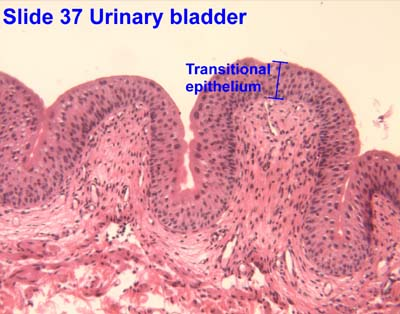 Slide 37 Urinary bladder
Transitional
epithelium